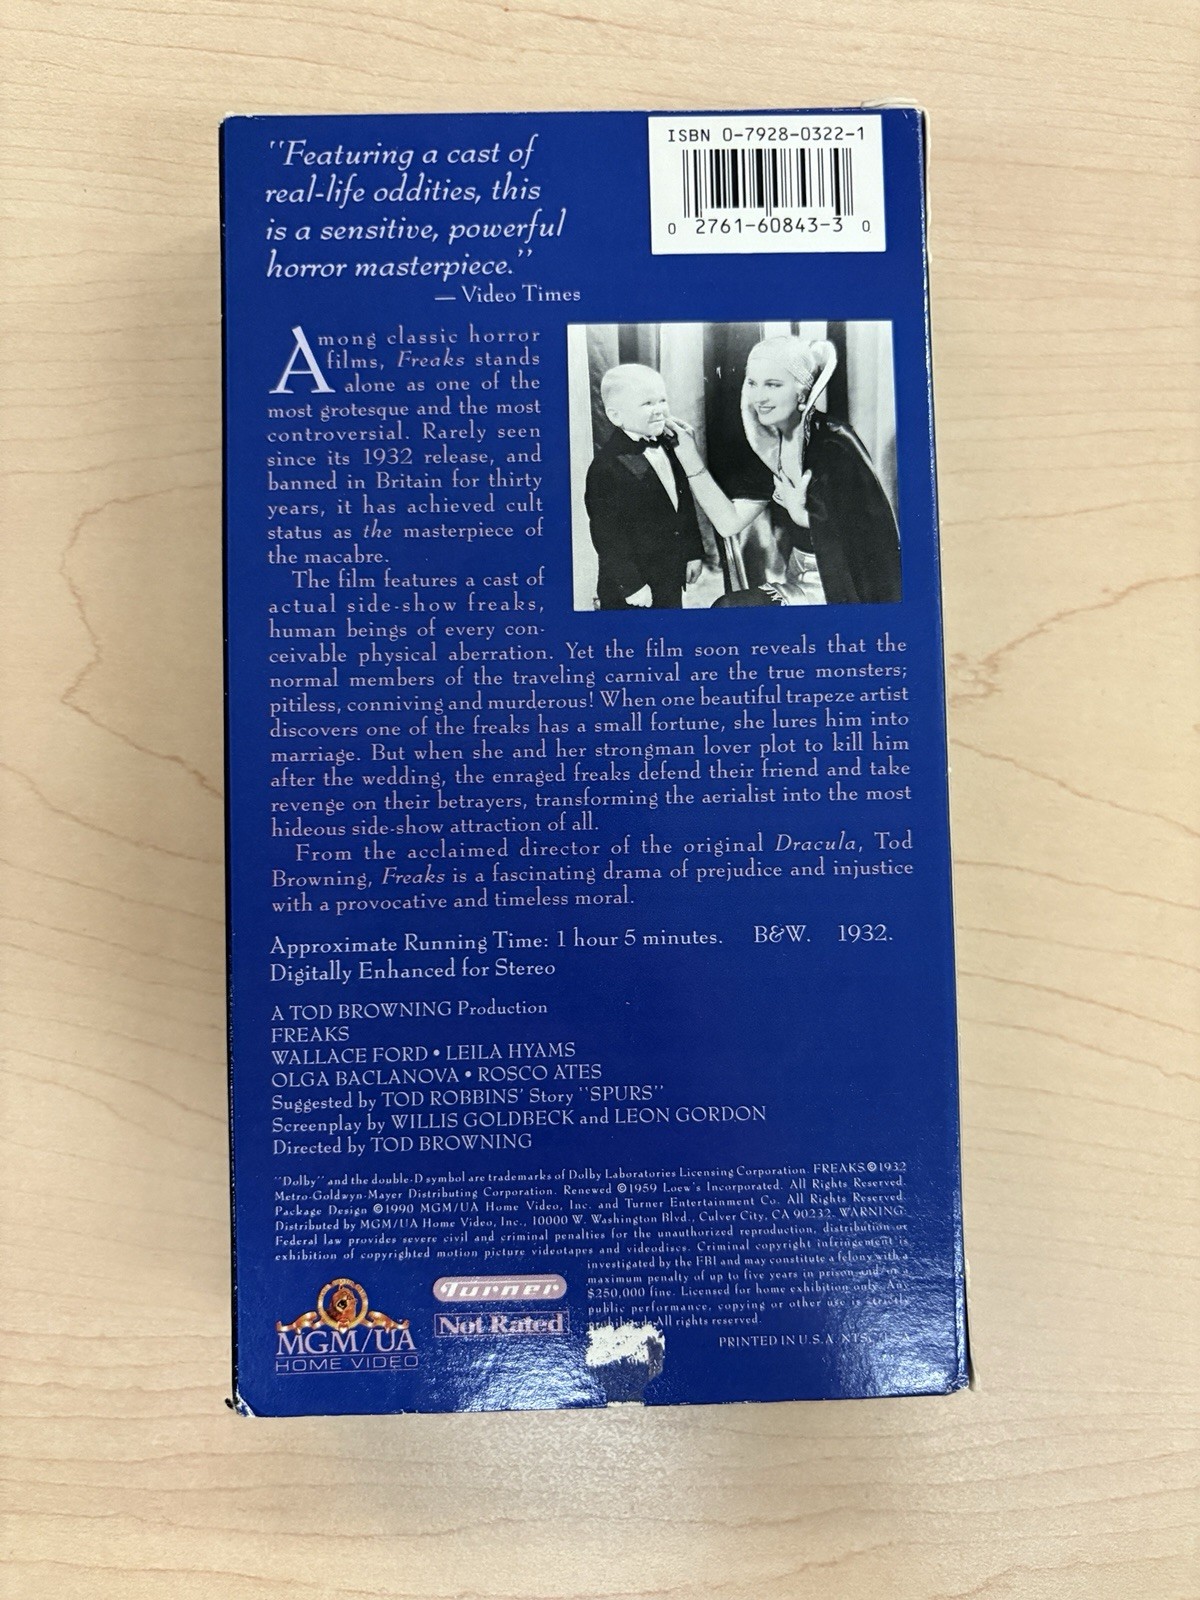 "Featuring a cast of
real-life oddities, this
is a sensitive, powerful
horror masterpiece."
— Video Times
ISBN 0-7928-0322-1
0 2761-60843-3 0
Among classic horror
films, Freaks stands
alone as one of the
most grotesque and the most
controversial. Rarely seen
since its 1932 release, and
banned in Britain for thirty
years, it has achieved cult
status as the masterpiece of
the macabre.
The film features a cast of
actual side-show freaks,
human beings of every con-
ceivable physical aberration. Yet the film soon reveals that the
normal members of the traveling carnival are the true monsters;
pitiless, conniving and murderous! When one beautiful trapeze artist
discovers one of the freaks has a small fortune, she lures him into
marriage. But when she and her strongman lover plot to kill him
after the wedding, the enraged freaks defend their friend and take
revenge on their betrayers, transforming the aerialist into the most
hideous side-show attraction of all.
From the acclaimed director of the original Dracula, Tod
Browning, Freaks is a fascinating drama of prejudice and injustice
with a provocative and timeless moral.
Approximate Running Time: 1 hour 5 minutes. B&W. 1932.
Digitally Enhanced for Stereo
A TOD BROWNING Production
FREAKS
WALLACE FORD • LEILA HYAMS
OLGA BACLANOVA • ROSCO ATES
Suggested by TOD ROBBINS' Story "SPURS"
Screenplay by WILLIS GOLDBECK and LEON GORDON
Directed by TOD BROWNING
"Dolby" and the double-D symbol are trademarks of Dolby Laboratories Licensing Corporation. FREAKS ©1932
Metro-Goldwyn-Mayer Distributing Corporation. Renewed ©1959 Loew's Incorporated. All Rights Reserved.
Package Design ©1990 MGM/UA Home Video, Inc. and Turner Entertainment Co. All Rights Reserved.
Distributed by MGM/UA Home Video, Inc., 10000 W. Washington Blvd., Culver City, CA 90232. WARNING:
Federal law provides severe civil and criminal penalties for the unauthorized reproduction, distribution or
exhibition of copyrighted motion picture videotapes and videodiscs. Criminal copyright infringement is
investigated by the FBI and may constitute a felony with a
maximum penalty of up to five years in prison and/or a
$250,000 fine. Licensed for home exhibition only. Any
public performance, copying or other use is strictly
prohibited. All rights reserved.
PRINTED IN U.S.A. NTSC USA
MGM/UA
HOME VIDEO
Turner
Not Rated